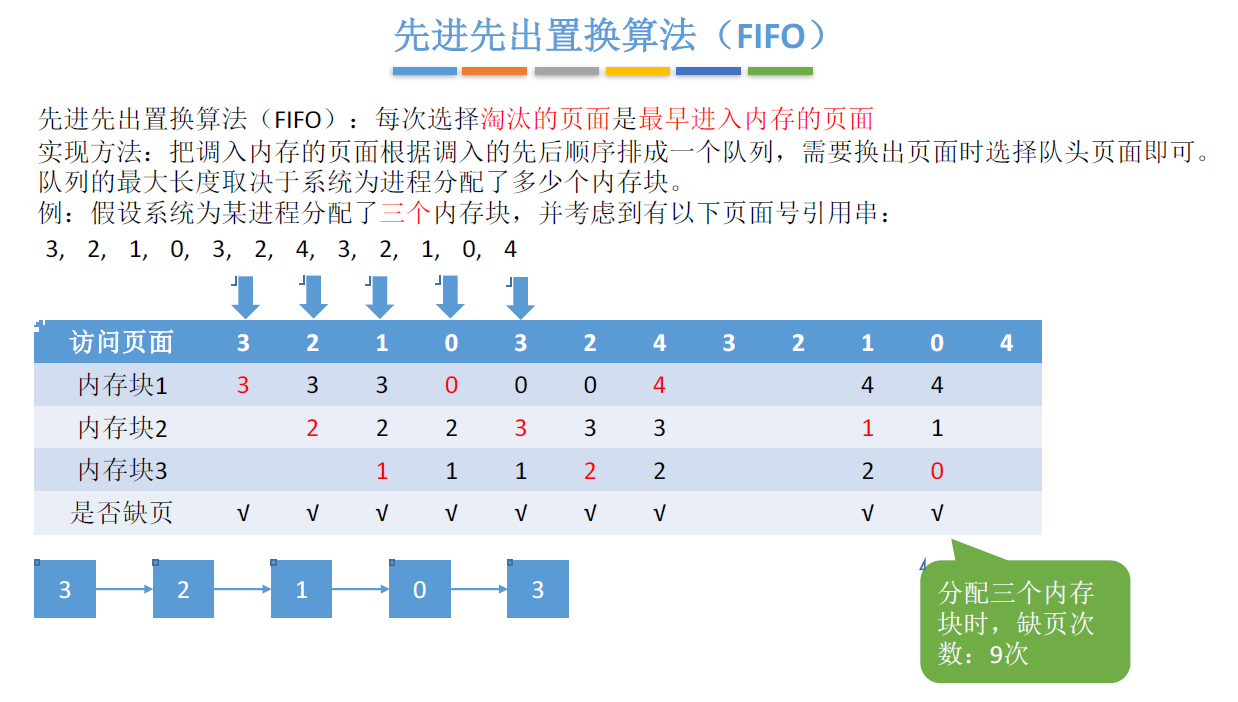 先进先出置换算法（FIFO）
先进先出置换算法（FIFO）：每次选择淘汰的页面是最早进入内存的页面
实现方法：把调入内存的页面根据调入的先后顺序排成一个队列，需要换出页面时选择队头页面即可。
队列的最大长度取决于系统为进程分配了多少个内存块。
例：假设系统为某进程分配了三个内存块，并考虑到有以下页面号引用串：
3, 2, 1, 0, 3, 2, 4, 3, 2, 1, 0, 4
访问页面 3 2 1 0 3 2 4 3 2 1 0 4
内存块1 3 3 3 0 0 0 4 4 4
内存块2 2 2 2 3 3 3 1 1
内存块3 1 1 1 2 2 2 0
是否缺页 √ √ √ √ √ √ √ √ √
3 2 1 0 3
分配三个内存
块时，缺页次
数：9次